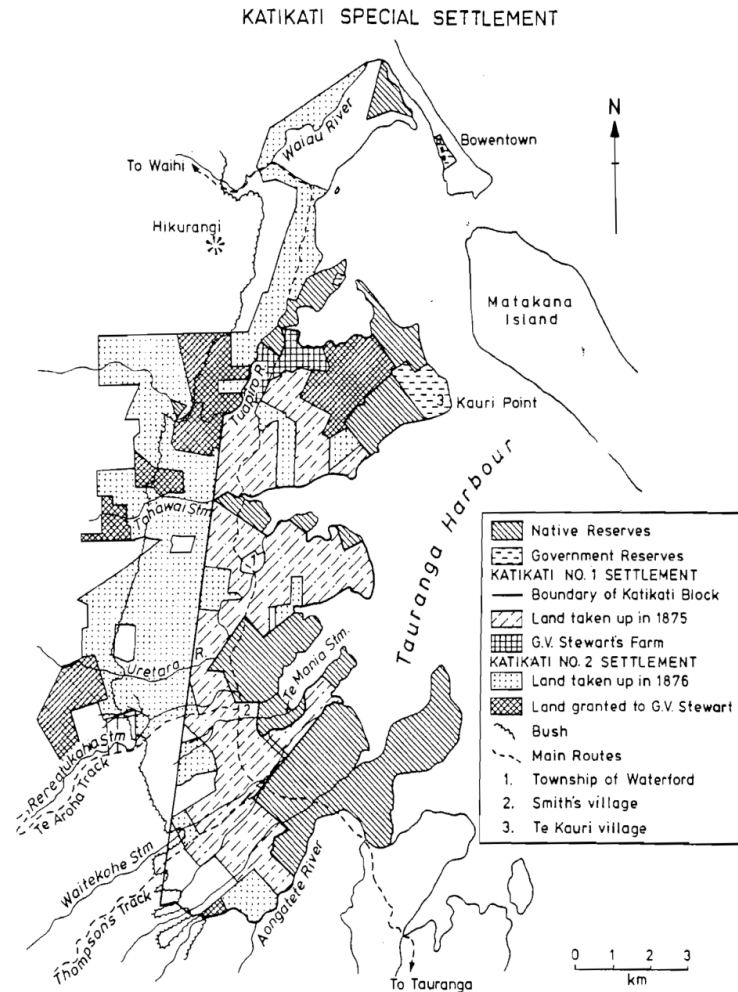 KATIKATI SPECIAL SETTLEMENT
N
Waiau River
Bowentown
To Waihi
Hikurangi
Matakana
Island
Tuapiro R.
3.
Kauri Point
Tahawai Stm
Tauranga Harbour
1
Native Reserves
Government Reserves
KATIKATI NO. 1 SETTLEMENT
Boundary of Katikati Block
Land taken up in 1875
G.V. Stewart's Farm
KATIKATI NO. 2 SETTLEMENT
Land taken up in 1876
Land granted to G.V. Stewart
Bush
Main Routes
1. Township of Waterford
2. Smith's village
3. Te Kauri village
Uretara R.
Te Mania Stm.
2
Rereatukahia Stm
Te Aroha Track
Waitekohe Stm
Thompson's Track
Aongatete River
To Tauranga
0 1 2 3
km